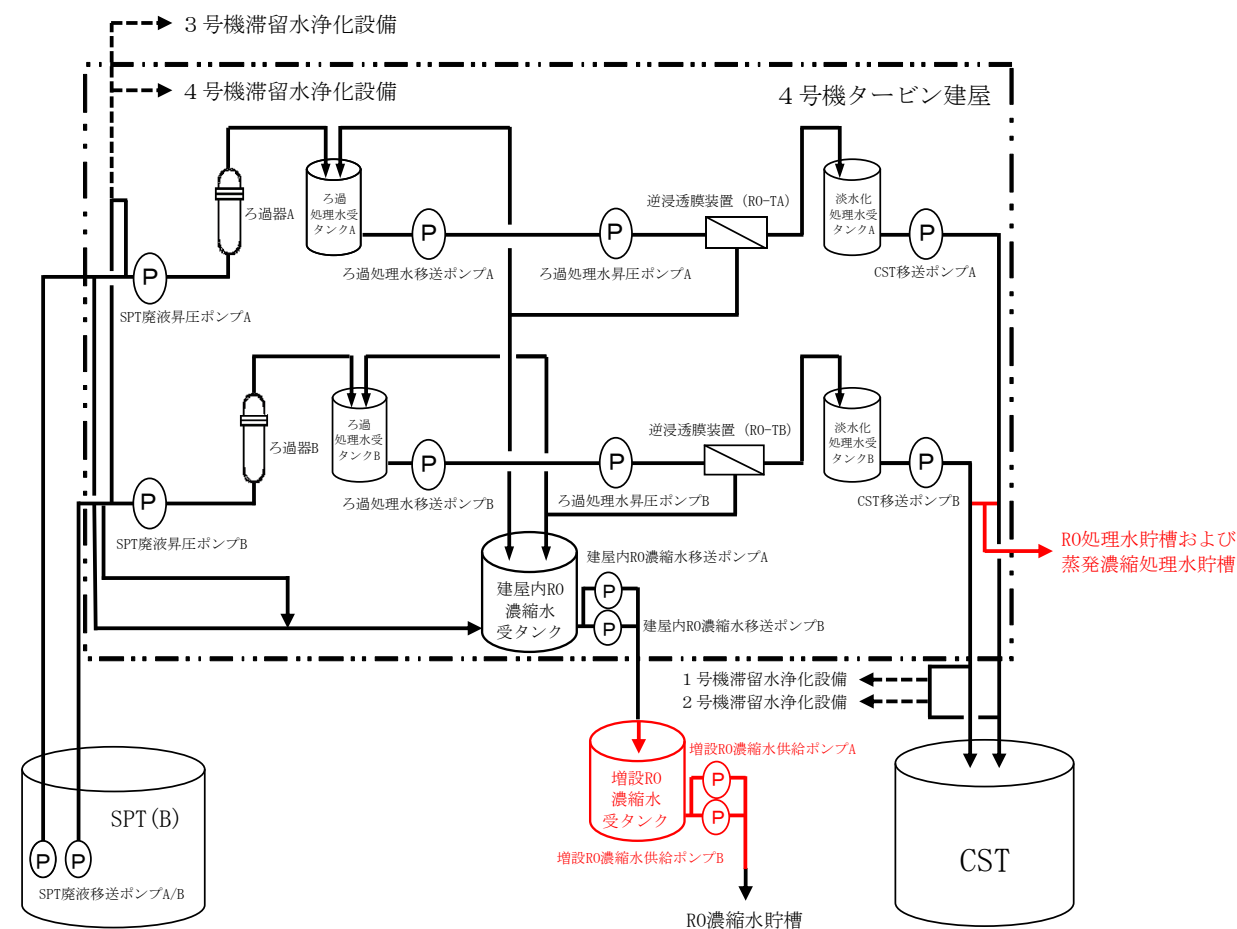 ３号機滞留水浄化設備
４号機滞留水浄化設備
４号機タービン建屋
ろ過器A
ろ過
処理水受
タンクA
逆浸透膜装置 (RO-TA)
淡水化
処理水受
タンクA
P
P
P
P
ろ過処理水移送ポンプA
ろ過処理水昇圧ポンプA
CST移送ポンプA
SPT廃液昇圧ポンプA
ろ過器B
ろ過
処理水受
タンクB
逆浸透膜装置 (RO-TB)
淡水化
処理水受
タンクB
P
P
P
P
ろ過処理水移送ポンプB
ろ過処理水昇圧ポンプB
CST移送ポンプB
SPT廃液昇圧ポンプB
RO処理水貯槽および
蒸発濃縮処理水貯槽
建屋内RO濃縮水移送ポンプA
建屋内RO
濃縮水
受タンク
P
P
建屋内RO濃縮水移送ポンプB
１号機滞留水浄化設備
２号機滞留水浄化設備
増設RO濃縮水供給ポンプA
増設RO
濃縮水
受タンク
P
P
増設RO濃縮水供給ポンプB
SPT(B)
P
P
SPT廃液移送ポンプA/B
CST
RO濃縮水貯槽